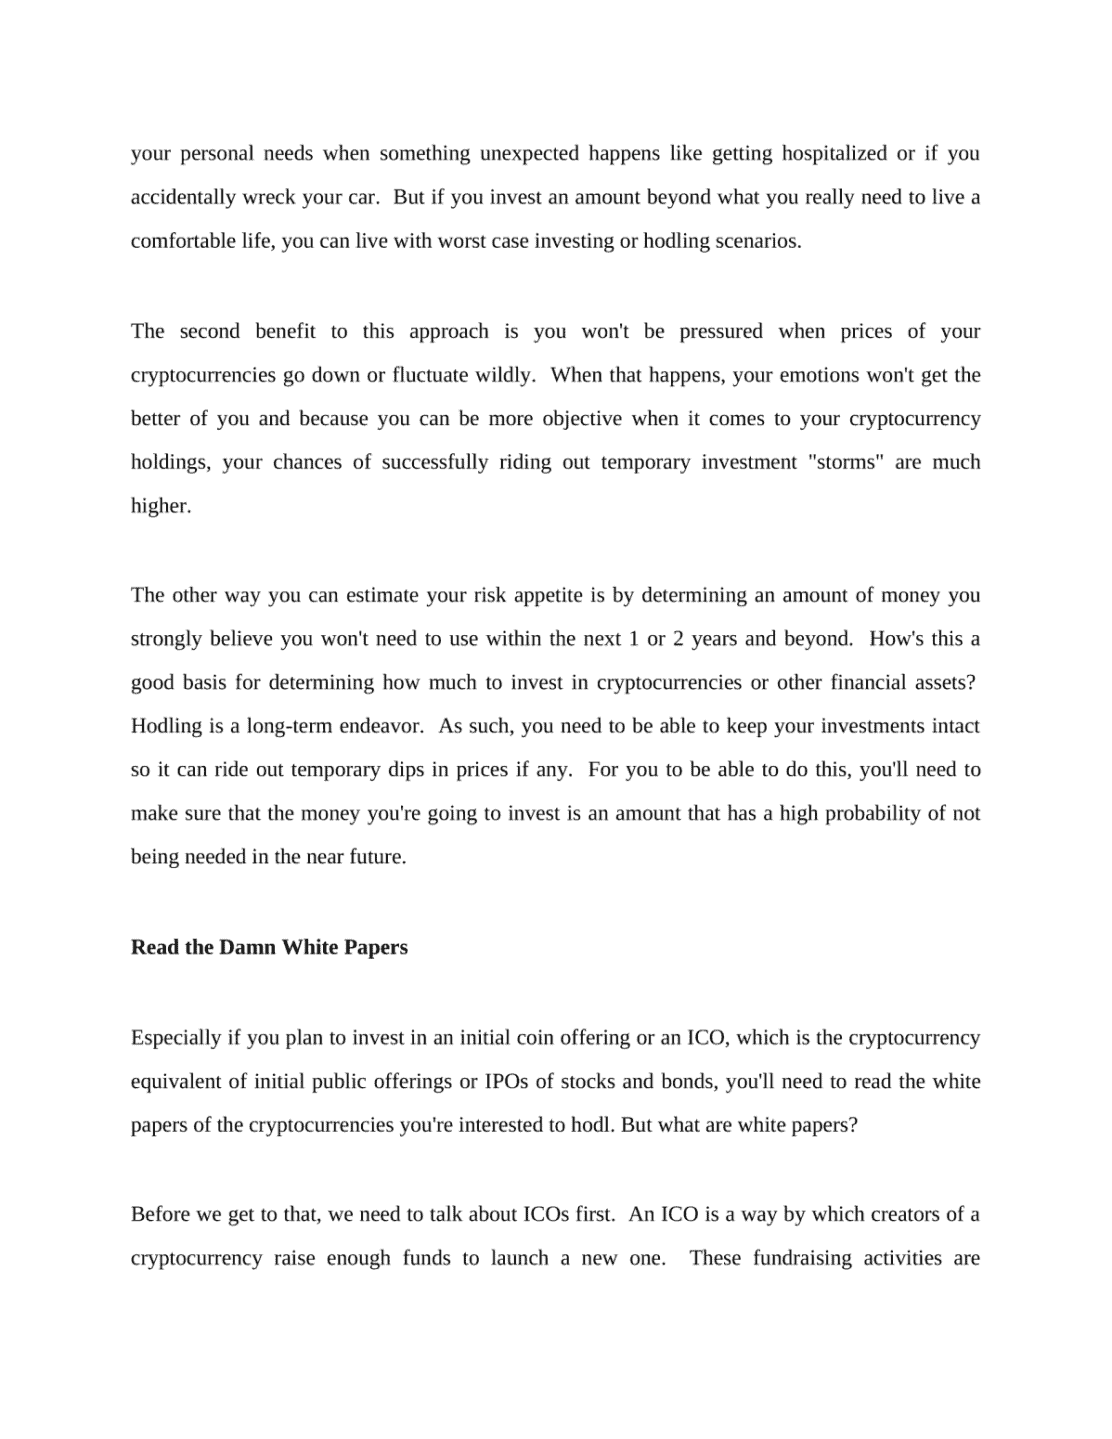 your personal needs when something unexpected happens like getting hospitalized or if you
accidentally wreck your car.  But if you invest an amount beyond what you really need to live a
comfortable life, you can live with worst case investing or hodling scenarios.
The second benefit to this approach is you won't be pressured when prices of your
cryptocurrencies go down or fluctuate wildly.  When that happens, your emotions won't get the
better of you and because you can be more objective when it comes to your cryptocurrency
holdings, your chances of successfully riding out temporary investment "storms" are much
higher.
The other way you can estimate your risk appetite is by determining an amount of money you
strongly believe you won't need to use within the next 1 or 2 years and beyond.  How's this a
good basis for determining how much to invest in cryptocurrencies or other financial assets?
Hodling is a long-term endeavor.  As such, you need to be able to keep your investments intact
so it can ride out temporary dips in prices if any.  For you to be able to do this, you'll need to
make sure that the money you're going to invest is an amount that has a high probability of not
being needed in the near future.
Read the Damn White Papers
Especially if you plan to invest in an initial coin offering or an ICO, which is the cryptocurrency
equivalent of initial public offerings or IPOs of stocks and bonds, you'll need to read the white
papers of the cryptocurrencies you're interested to hodl. But what are white papers?
Before we get to that, we need to talk about ICOs first.  An ICO is a way by which creators of a
cryptocurrency raise enough funds to launch a new one.  These fundraising activities are